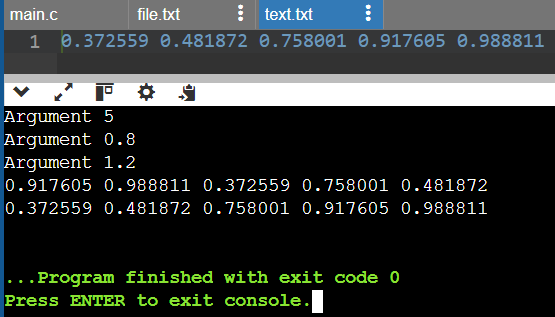 main.c file.txt text.txt
1 0.372559 0.481872 0.758001 0.917605 0.988811
Argument 5
Argument 0.8
Argument 1.2
0.917605 0.988811 0.372559 0.758001 0.481872
0.372559 0.481872 0.758001 0.917605 0.988811
...Program finished with exit code 0
Press ENTER to exit console.